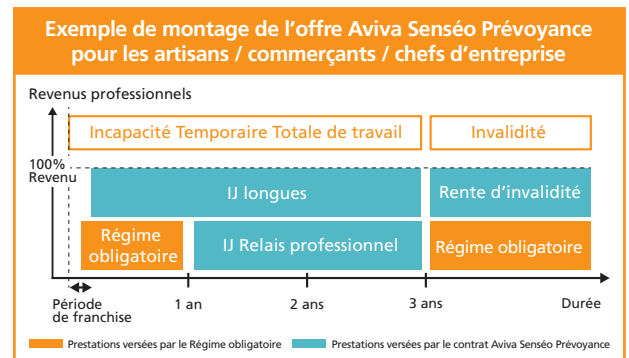 Exemple de montage de l'offre Aviva Senséo Prévoyance
pour les artisans / commerçants / chefs d'entreprise
Revenus professionnels
Incapacité Temporaire Totale de travail
Invalidité
100%
Revenu
IJ longues
Rente d'invalidité
Régime
obligatoire
IJ Relais professionnel
Régime obligatoire
Période
de franchise
1 an
2 ans
3 ans
Durée
Prestations versées par le Régime obligatoire
Prestations versées par le contrat Aviva Senséo Prévoyance